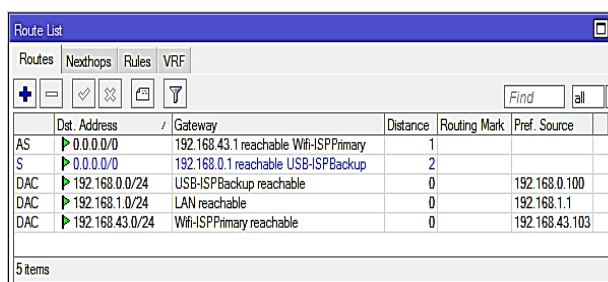 Route List
Routes Nexthops Rules VRF
Find all
Dst. Address / Gateway Distance Routing Mark Pref. Source
AS 0.0.0.0/0 192.168.43.1 reachable Wifi-ISPPrimary 1
S 0.0.0.0/0 192.168.0.1 reachable USB-ISPBackup 2
DAC 192.168.0.0/24 USB-ISPBackup reachable 0 192.168.0.100
DAC 192.168.1.0/24 LAN reachable 0 192.168.1.1
DAC 192.168.43.0/24 Wifi-ISPPrimary reachable 0 192.168.43.103
5 items